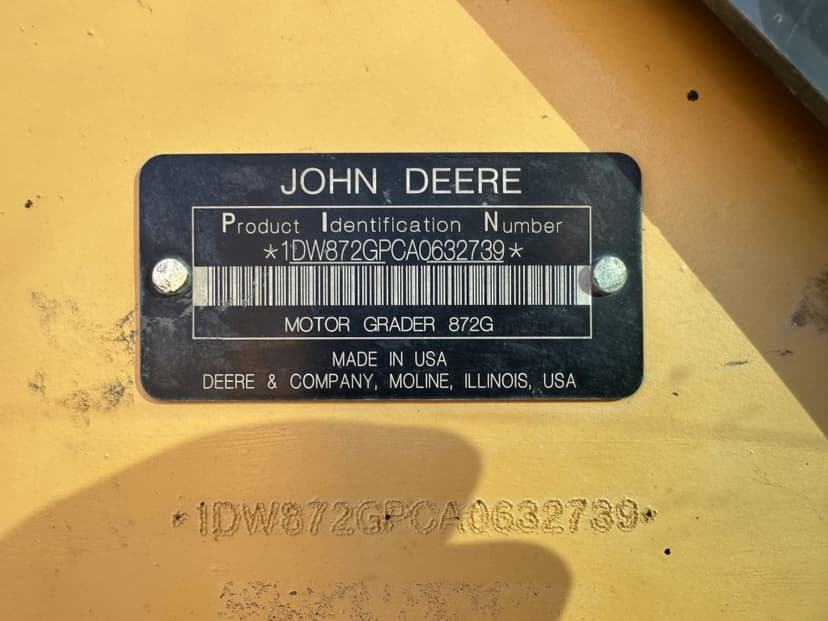 JOHN DEERE
Product Identification Number
*1DW872GPCA0632739*
MOTOR GRADER 872G
MADE IN USA
DEERE & COMPANY, MOLINE, ILLINOIS, USA
*1DW872GPCA0632739*